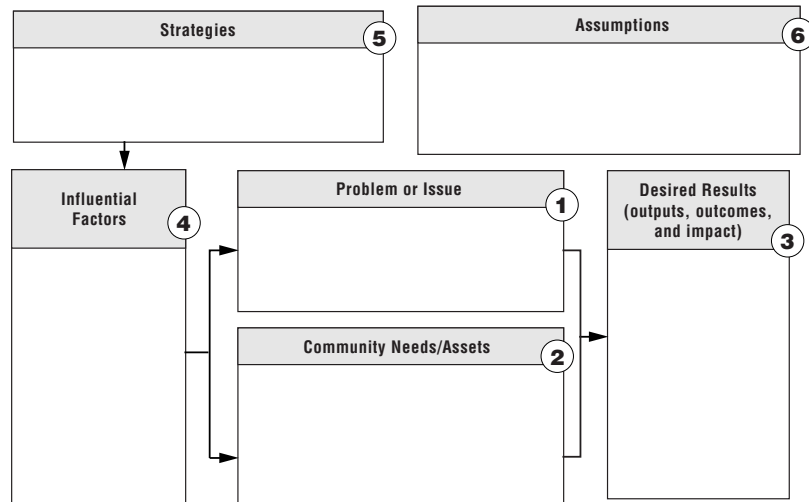 Strategies
5
Assumptions
6
Influential
Factors
4
Problem or Issue
1
Community Needs/Assets
2
Desired Results
(outputs, outcomes,
and impact)
3